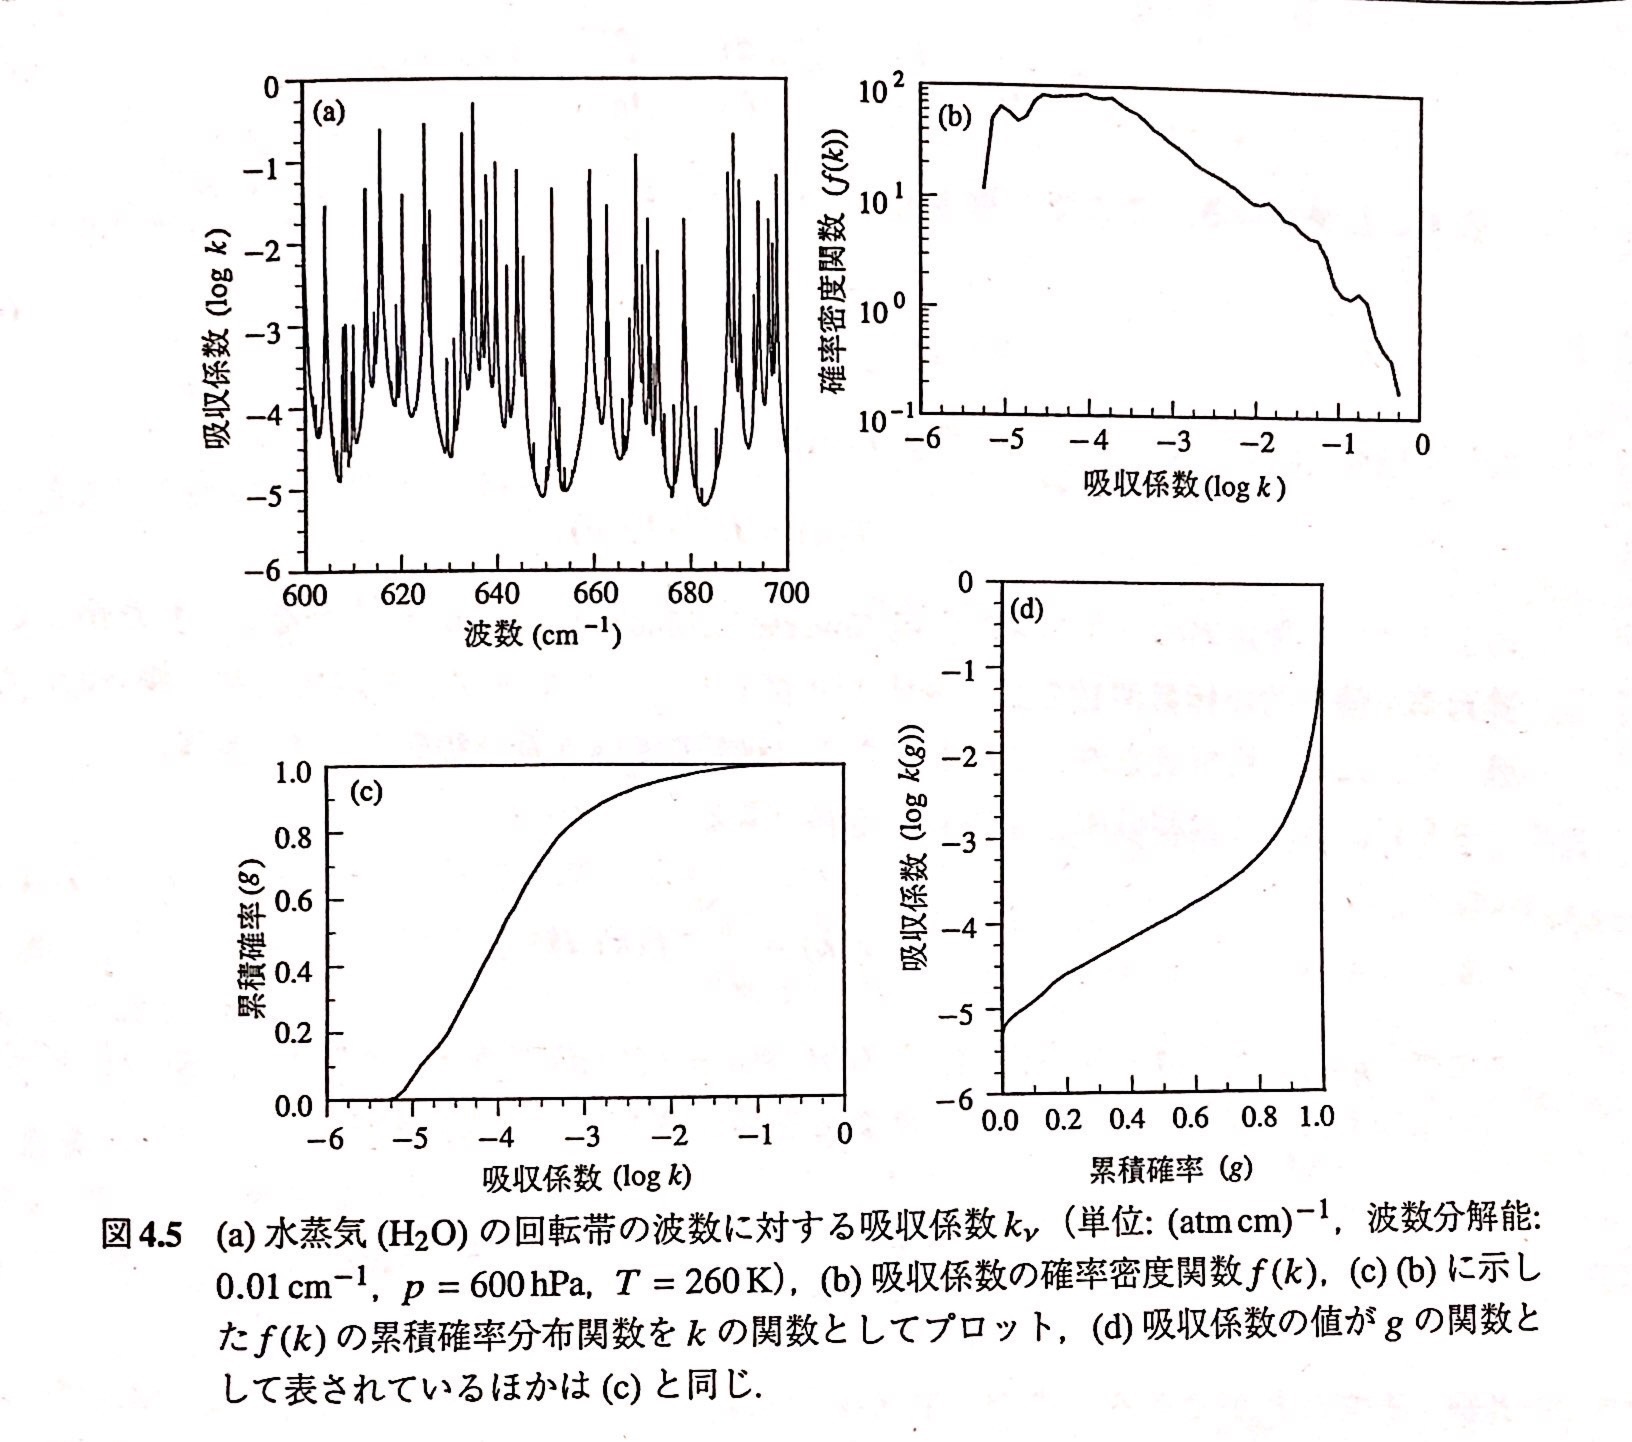 (a)
0
−1
−2
−3
−4
−5
−6
吸収係数 (log k)
600 620 640 660 680 700
波数 (cm⁻¹)
(b)
10²
10¹
10⁰
10⁻¹
確率密度関数 (f(k))
−6 −5 −4 −3 −2 −1 0
吸収係数 (log k)
(c)
1.0
0.8
0.6
0.4
0.2
0.0
累積確率 (g)
−6 −5 −4 −3 −2 −1 0
吸収係数 (log k)
(d)
0
−1
−2
−3
−4
−5
−6
吸収係数 (log k(g))
0.0 0.2 0.4 0.6 0.8 1.0
累積確率 (g)
図4.5 (a) 水蒸気 (H₂O) の回転帯の波数に対する吸収係数 kᵥ（単位: (atm cm)⁻¹, 波数分解能:
0.01 cm⁻¹, p = 600 hPa, T = 260 K），(b) 吸収係数の確率密度関数 f(k)，(c) (b) に示し
た f(k) の累積確率分布関数を k の関数としてプロット，(d) 吸収係数の値が g の関数と
して表されているほかは (c) と同じ.